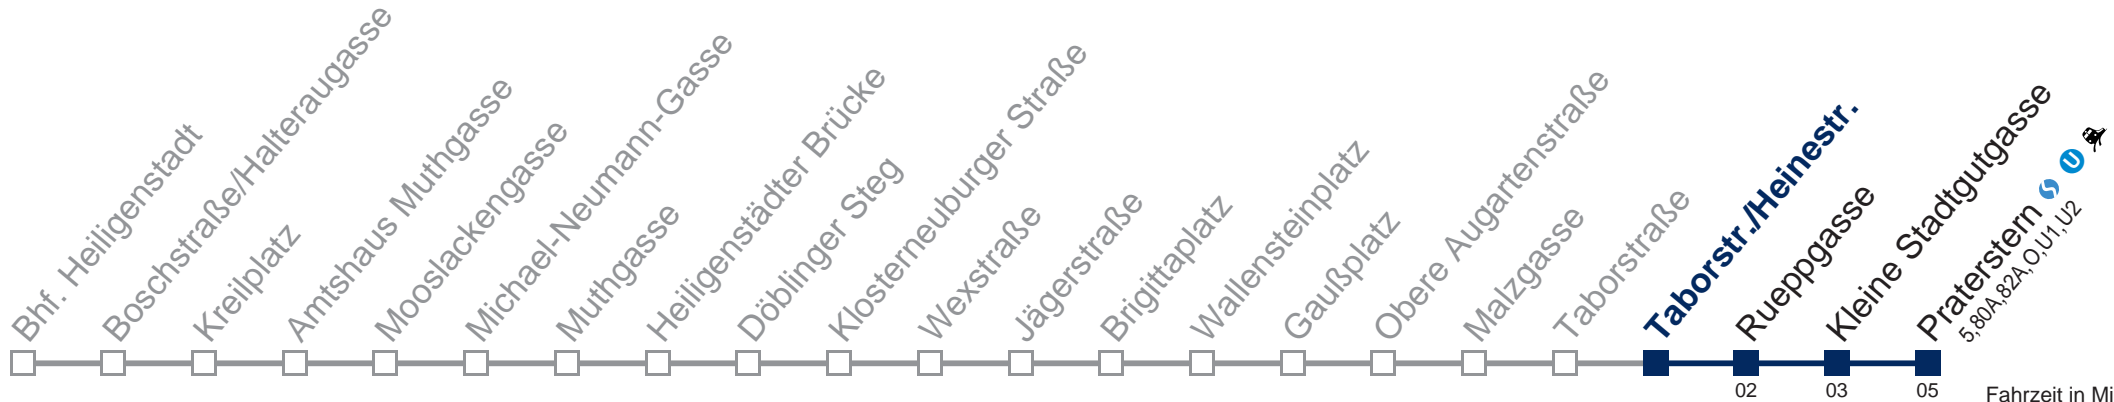 Bhf. Heiligenstadt
Boschstraße/Halteraugasse
Kreilplatz
Amtshaus Muthgasse
Mooslackengasse
Michael-Neumann-Gasse
Muthgasse
Heiligenstädter Brücke
Döblinger Steg
Klosterneuburger Straße
Wexstraße
Jägerstraße
Brigittaplatz
Wallensteinplatz
Gaußplatz
Obere Augartenstraße
Malzgasse
Taborstraße
Taborstr./Heinestr.
Rueppgasse
Kleine Stadtgutgasse
Praterstern S U
5,80A,82A,O,U1,U2
02
03
05
Fahrzeit in Mi